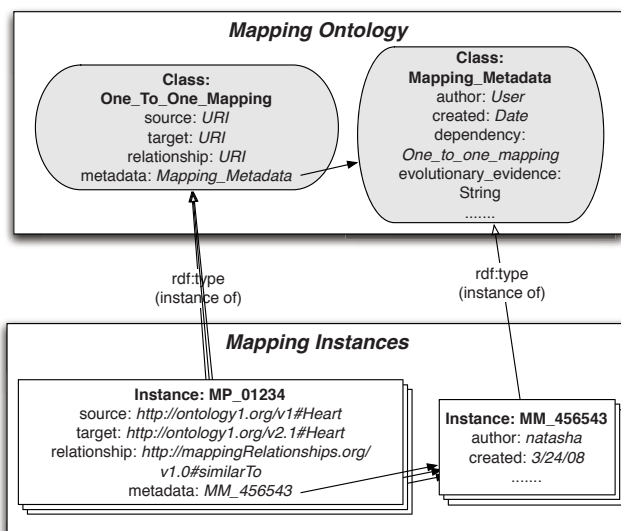 Mapping Ontology
Class:
One_To_One_Mapping
source: URI
target: URI
relationship: URI
metadata: Mapping_Metadata
Class:
Mapping_Metadata
author: User
created: Date
dependency:
One_to_one_mapping
evolutionary_evidence:
String
.......
rdf:type
(instance of)
rdf:type
(instance of)
Mapping Instances
Instance: MP_01234
source: http://ontology1.org/v1#Heart
target: http://ontology1.org/v2.1#Heart
relationship: http://mappingRelationships.org/
v1.0#similarTo
metadata: MM_456543
Instance: MM_456543
author: natasha
created: 3/24/08
.......